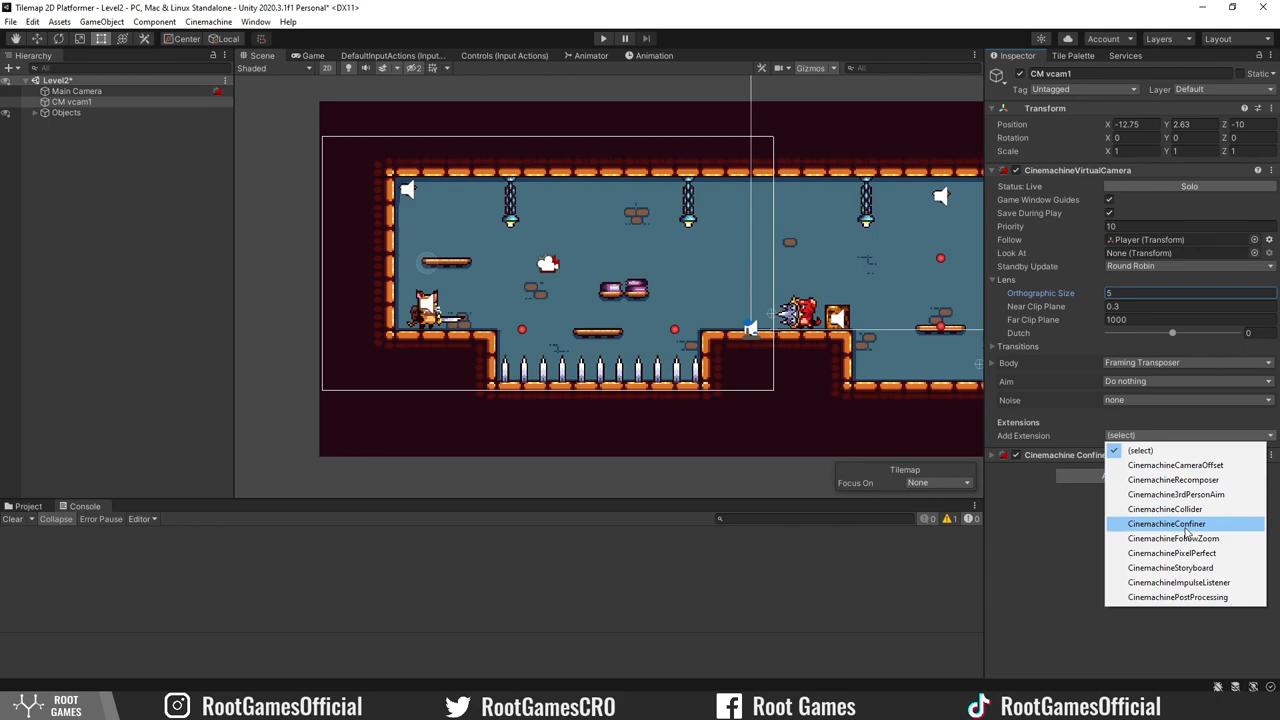 Tilemap 2D Platformer - Level2 - PC, Mac & Linux Standalone - Unity 2020.3.1f1 Personal* <DX11>
File Edit Assets GameObject Component Cinemachine Window Help
Center Local Account Layers Layout
Hierarchy
All
Level2*
Main Camera
CM vcam1
Objects
Scene Game DefaultInputActions (Input... Controls (Input Actions) Animator Animation
Shaded 2D 2 Gizmos All
Tilemap
Focus On None
Project Console
Clear Collapse Error Pause Editor 0 1 0
Inspector Tile Palette Services
CM vcam1 Static
Tag Untagged Layer Default
Transform
Position X -12.75 Y 2.63 Z -10
Rotation X 0 Y 0 Z 0
Scale X 1 Y 1 Z 1
CinemachineVirtualCamera
Status: Live Solo
Game Window Guides
Save During Play
Priority 10
Follow Player (Transform)
Look At None (Transform)
Standby Update Round Robin
Lens
Orthographic Size 5
Near Clip Plane 0.3
Far Clip Plane 1000
Dutch 0
Transitions
Body Framing Transposer
Aim Do nothing
Noise none
Extensions
Add Extension (select)
Cinemachine Confine
A
(select)
CinemachineCameraOffset
CinemachineRecomposer
Cinemachine3rdPersonAim
CinemachineCollider
CinemachineConfiner
CinemachineFollowZoom
CinemachinePixelPerfect
CinemachineStoryboard
CinemachineImpulseListener
CinemachinePostProcessing
ROOT
GAMES
RootGamesOfficial RootGamesCRO Root Games RootGamesOfficial